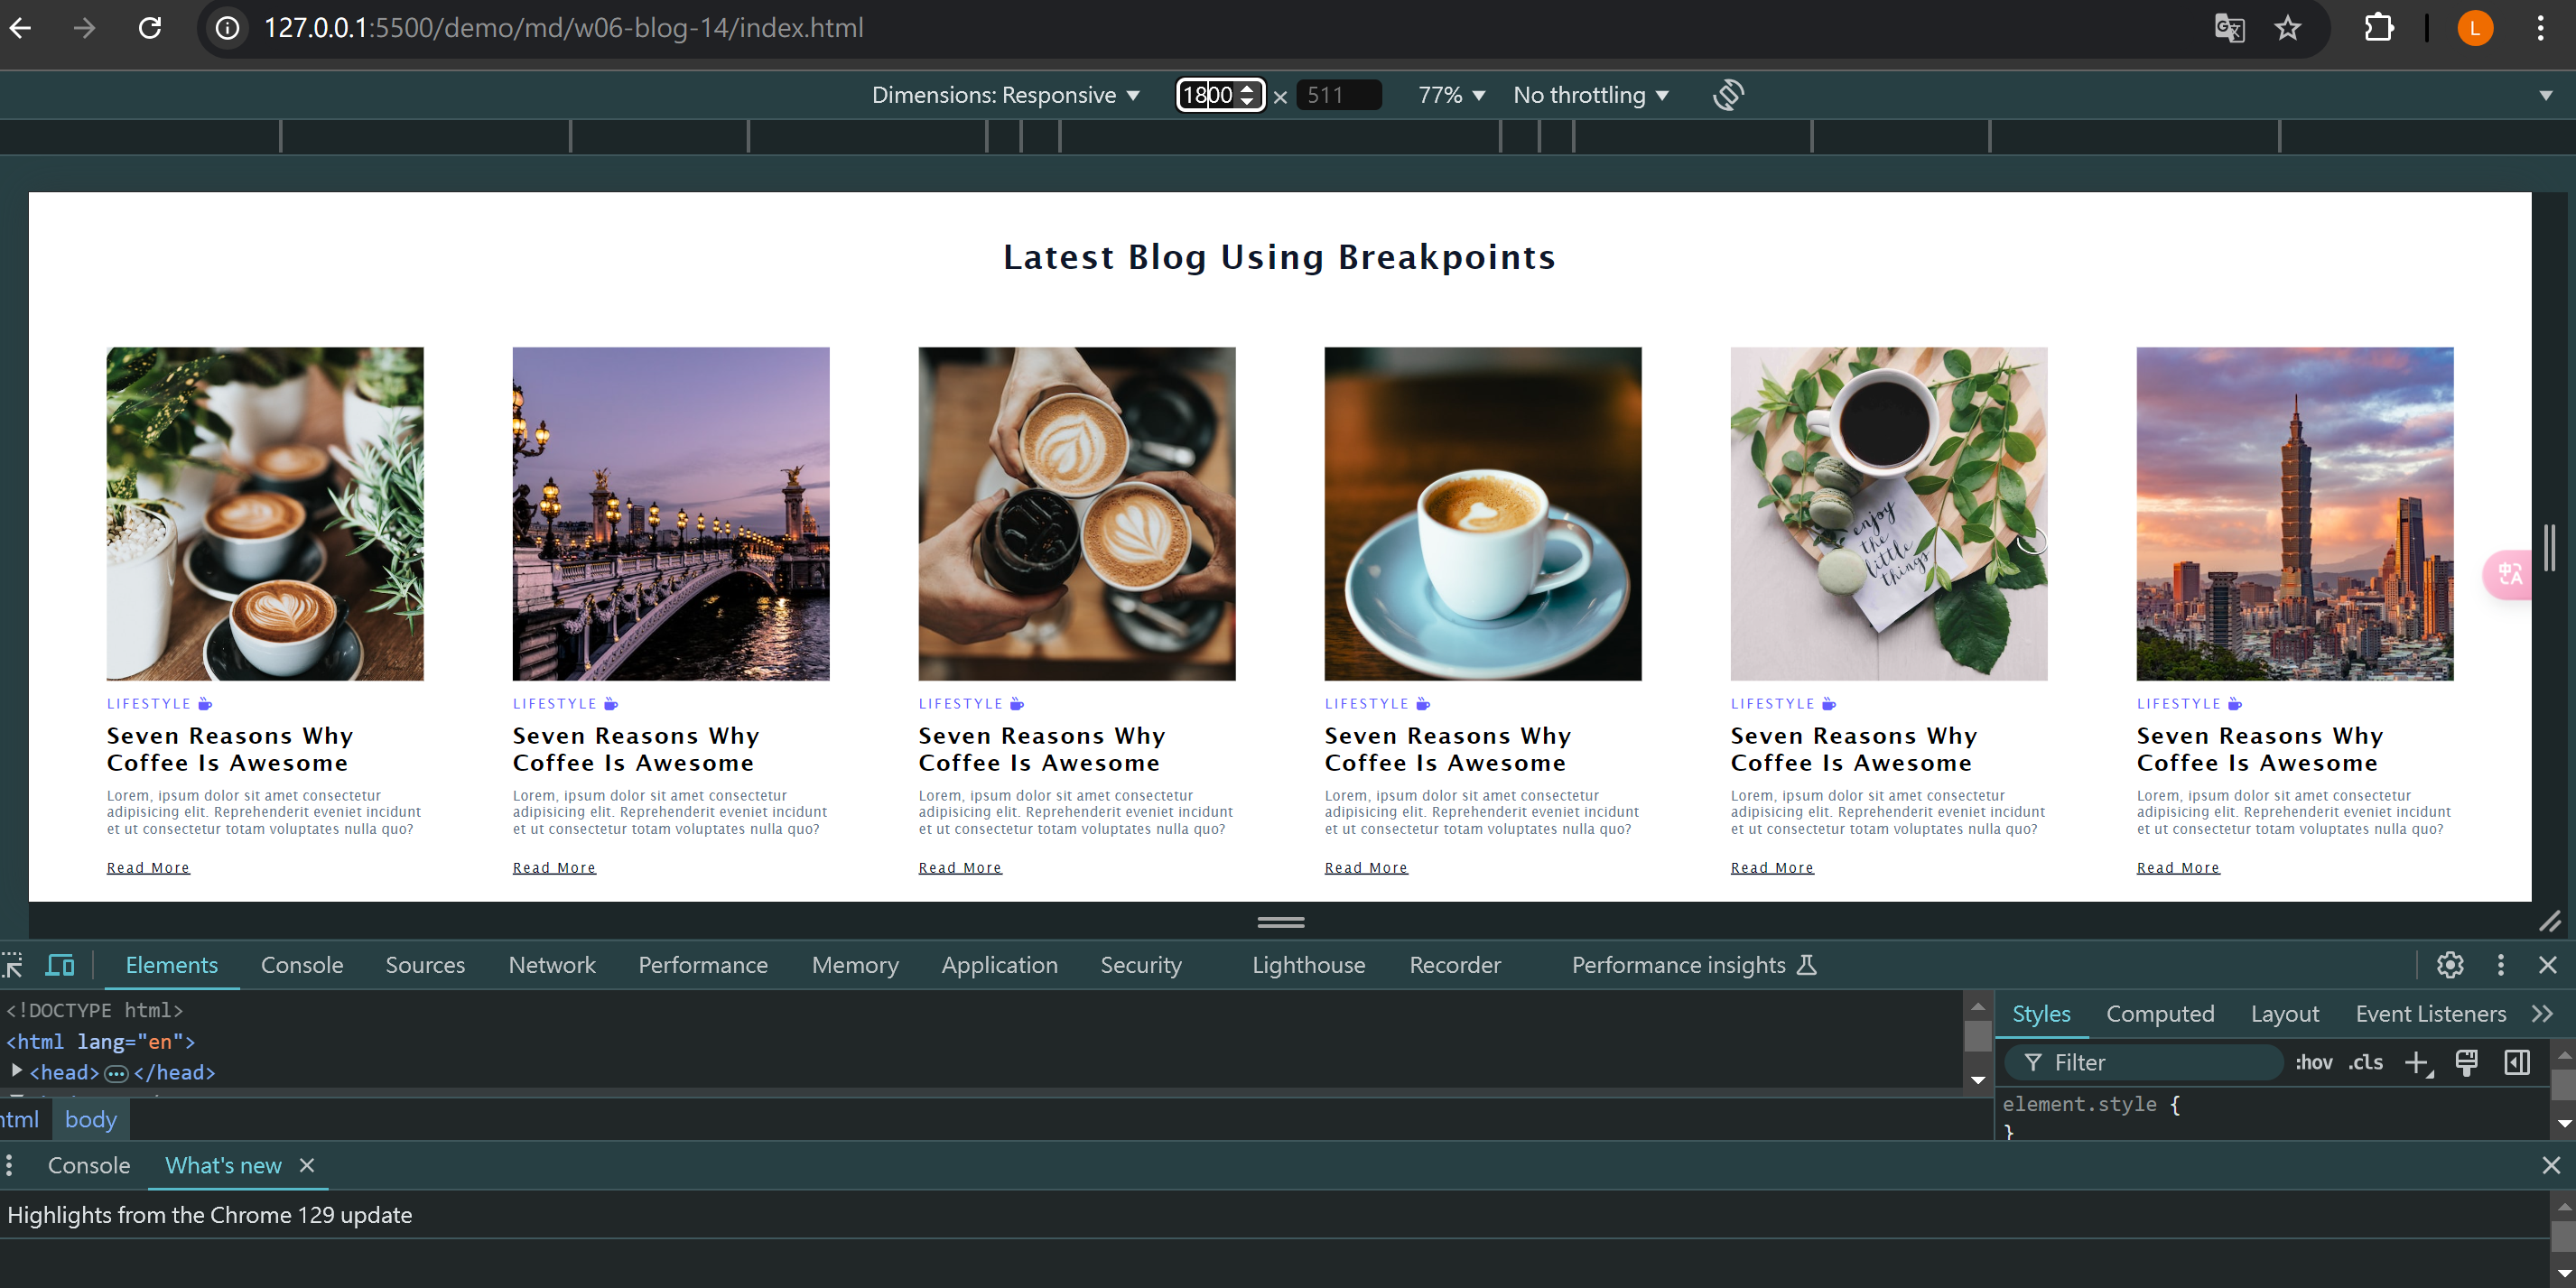 127.0.0.1:5500/demo/md/w06-blog-14/index.html
L
Dimensions: Responsive
1800 × 511
77%
No throttling
Latest Blog Using Breakpoints
enjoy
the
little
things
中A
LIFESTYLE
Seven Reasons Why
Coffee Is Awesome
Lorem, ipsum dolor sit amet consectetur
adipisicing elit. Reprehenderit eveniet incidunt
et ut consectetur totam voluptates nulla quo?
Read More
LIFESTYLE
Seven Reasons Why
Coffee Is Awesome
Lorem, ipsum dolor sit amet consectetur
adipisicing elit. Reprehenderit eveniet incidunt
et ut consectetur totam voluptates nulla quo?
Read More
LIFESTYLE
Seven Reasons Why
Coffee Is Awesome
Lorem, ipsum dolor sit amet consectetur
adipisicing elit. Reprehenderit eveniet incidunt
et ut consectetur totam voluptates nulla quo?
Read More
LIFESTYLE
Seven Reasons Why
Coffee Is Awesome
Lorem, ipsum dolor sit amet consectetur
adipisicing elit. Reprehenderit eveniet incidunt
et ut consectetur totam voluptates nulla quo?
Read More
LIFESTYLE
Seven Reasons Why
Coffee Is Awesome
Lorem, ipsum dolor sit amet consectetur
adipisicing elit. Reprehenderit eveniet incidunt
et ut consectetur totam voluptates nulla quo?
Read More
LIFESTYLE
Seven Reasons Why
Coffee Is Awesome
Lorem, ipsum dolor sit amet consectetur
adipisicing elit. Reprehenderit eveniet incidunt
et ut consectetur totam voluptates nulla quo?
Read More
Elements Console Sources Network Performance Memory Application Security Lighthouse Recorder Performance insights
<!DOCTYPE html>
<html lang="en">
<head>…</head>
html body
Styles Computed Layout Event Listeners
Filter :hov .cls
element.style {
}
Console What's new
Highlights from the Chrome 129 update